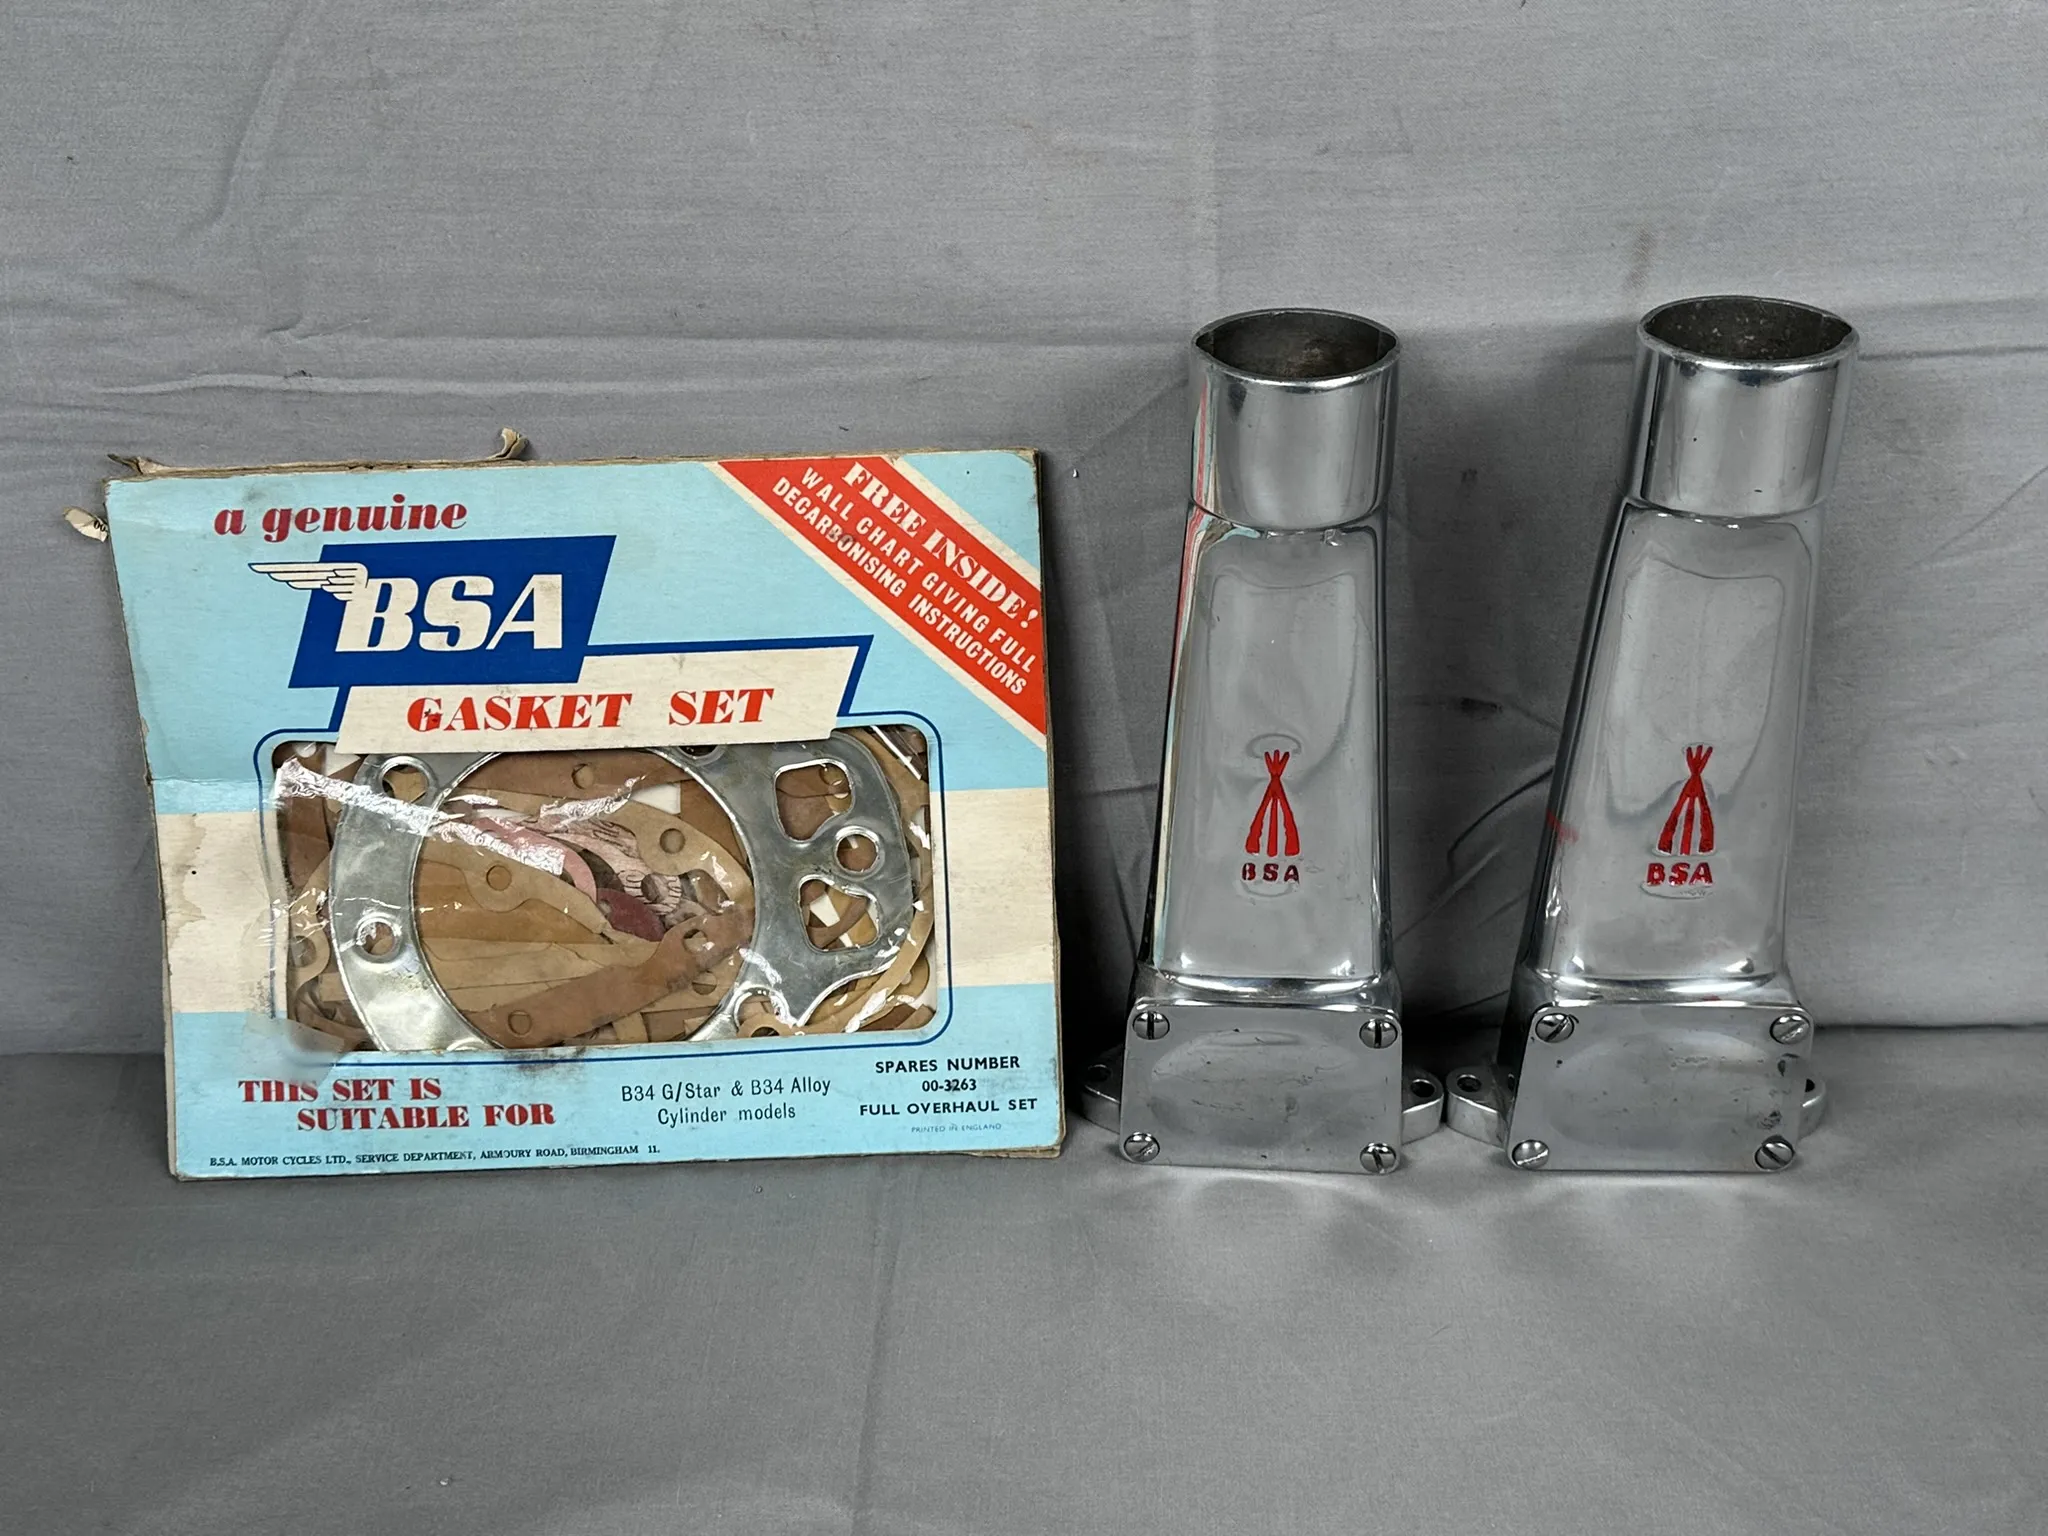 a genuine
BSA
GASKET SET
FREE INSIDE!
WALL CHART GIVING FULL
DECARBONISING INSTRUCTIONS
THIS SET IS
SUITABLE FOR
B34 G/Star & B34 Alloy
Cylinder models
SPARES NUMBER
00-3263
FULL OVERHAUL SET
PRINTED IN ENGLAND
B.S.A. MOTOR CYCLES LTD., SERVICE DEPARTMENT, ARMOURY ROAD, BIRMINGHAM 11.
BSA
BSA